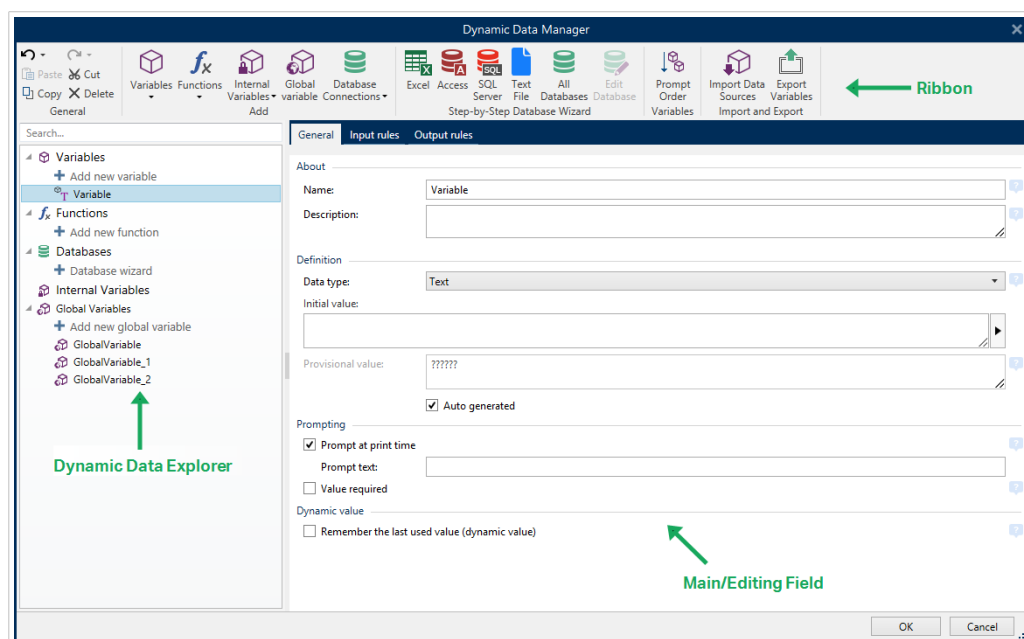 Dynamic Data Manager
Paste Cut
Copy Delete
General
Variables Functions Internal Variables Global variable Database Connections
Add
Excel Access SQL Server Text File All Databases Edit Database
Step-by-Step Database Wizard
Prompt Order
Variables
Import Data Sources Export Variables
Import and Export
Ribbon
Search...
Variables
Add new variable
Variable
Functions
Add new function
Databases
Database wizard
Internal Variables
Global Variables
Add new global variable
GlobalVariable
GlobalVariable_1
GlobalVariable_2
Dynamic Data Explorer
General Input rules Output rules
About
Name: Variable
Description:
Definition
Data type: Text
Initial value:
Provisional value: ??????
Auto generated
Prompting
Prompt at print time
Prompt text:
Value required
Dynamic value
Remember the last used value (dynamic value)
Main/Editing Field
OK Cancel